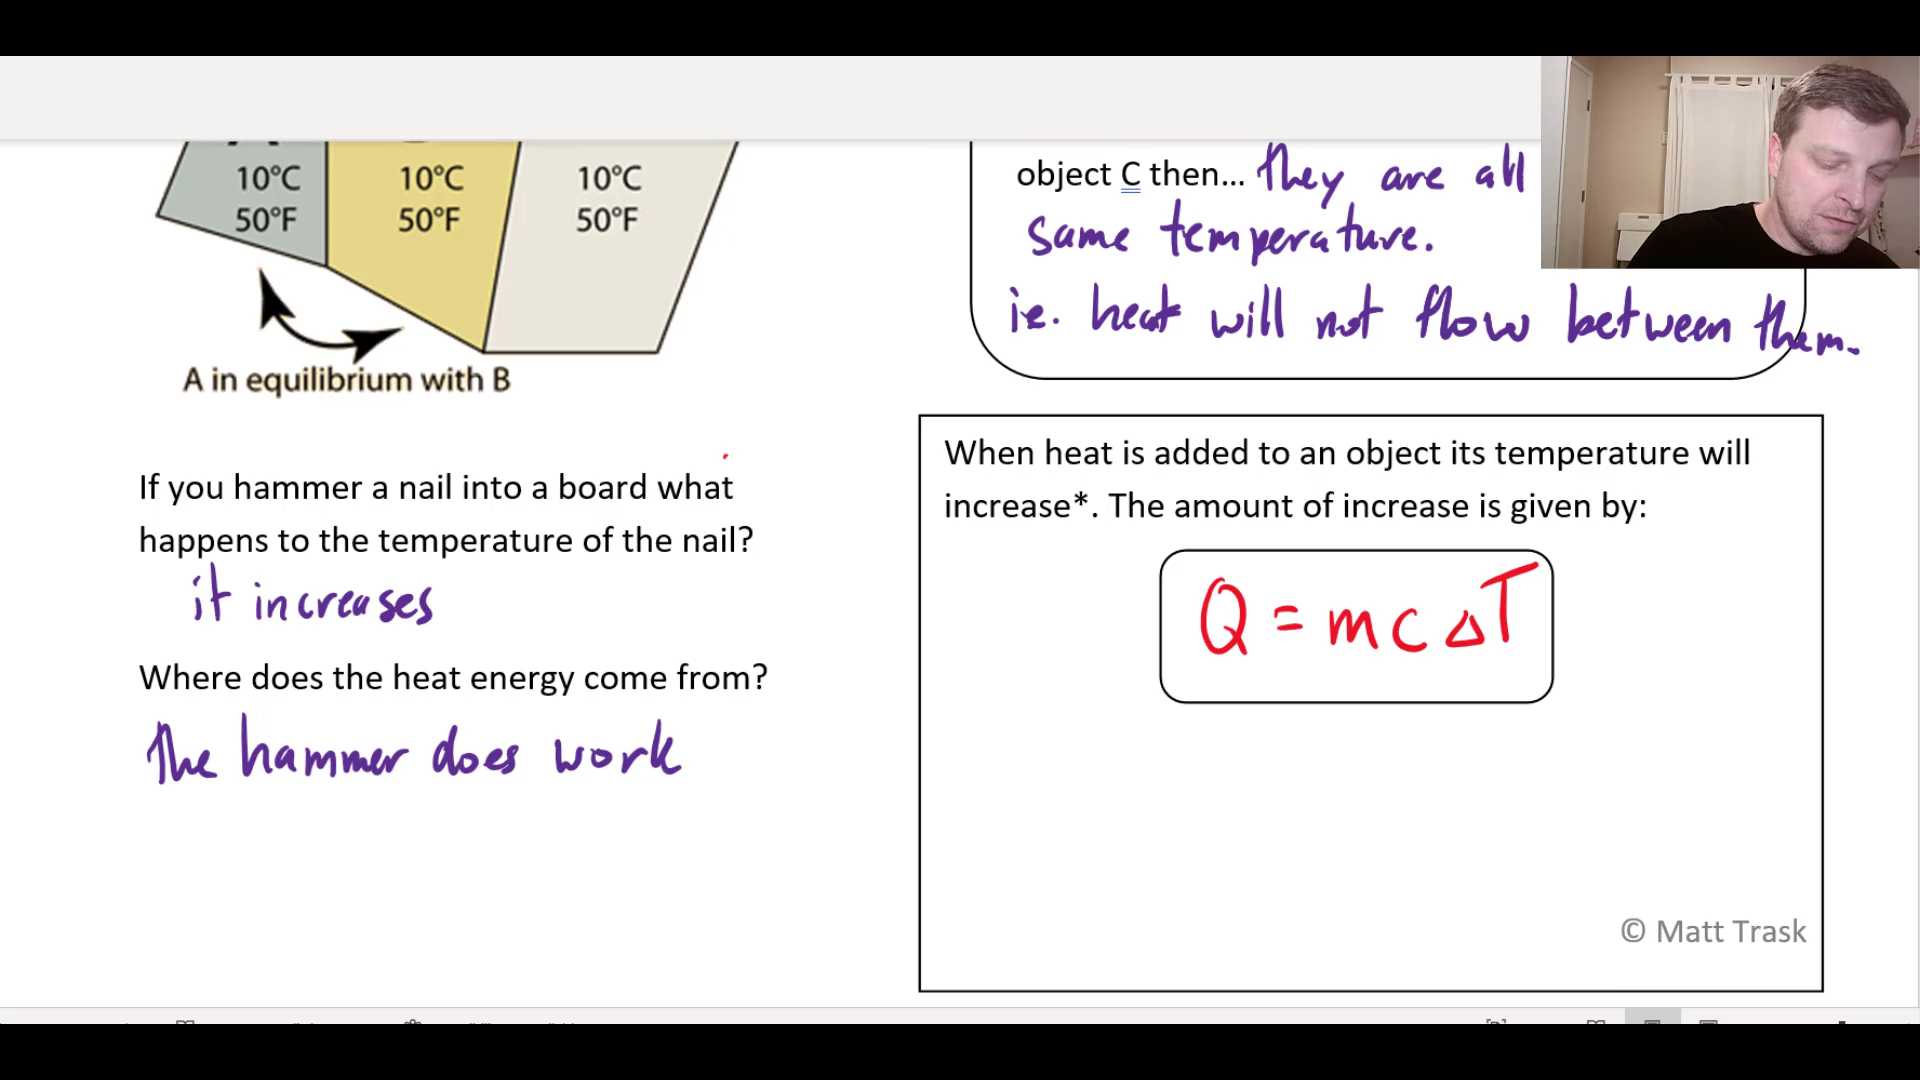 10°C 10°C 10°C
50°F 50°F 50°F
A in equilibrium with B
object C then... they are all
same temperature.
ie. heat will not flow between them.
If you hammer a nail into a board what
happens to the temperature of the nail?
it increases
Where does the heat energy come from?
the hammer does work
When heat is added to an object its temperature will
increase*. The amount of increase is given by:
Q = mc ΔT
© Matt Trask